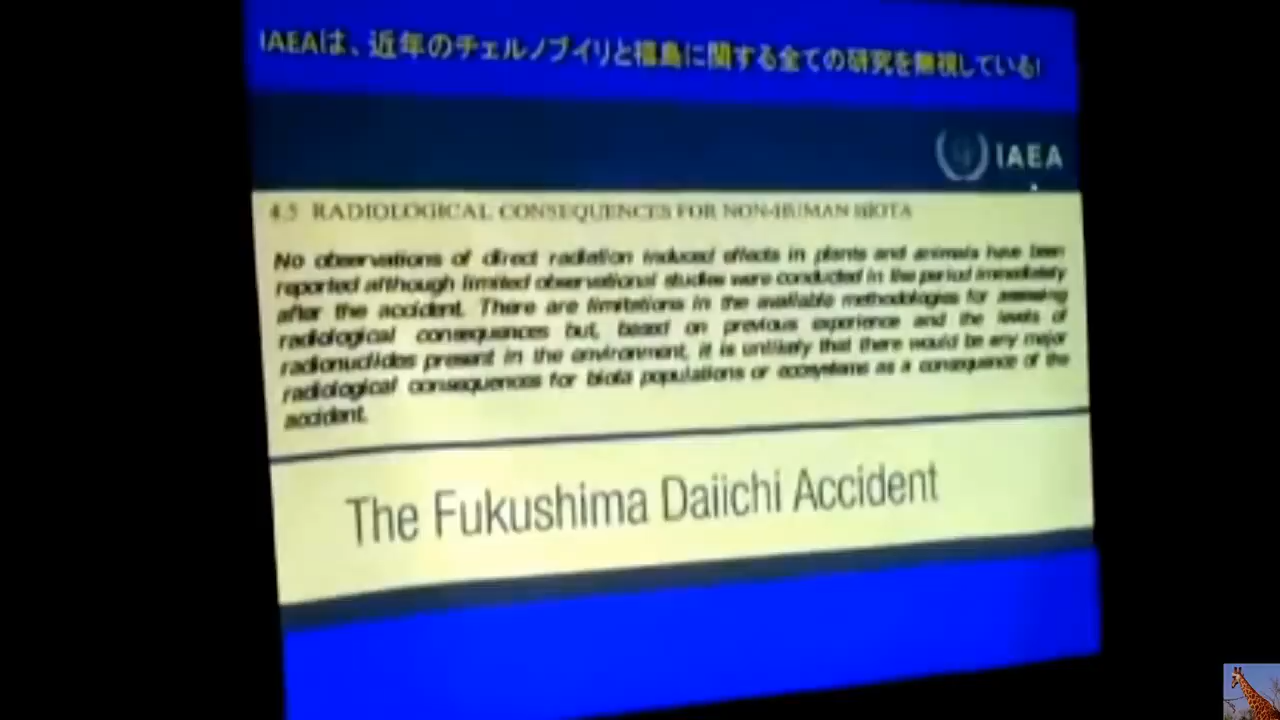 IAEAは、近年のチェルノブイリと福島に関する全ての研究を無視している!
IAEA
4.5 RADIOLOGICAL CONSEQUENCES FOR NON-HUMAN BIOTA
No observations of direct radiation induced effects in plants and animals have been
reported although limited observational studies were conducted in the period immediately
after the accident. There are limitations in the available methodologies for assessing
radiological consequences but, based on previous experience and the levels of
radionuclides present in the environment, it is unlikely that there would be any major
radiological consequences for biota populations or ecosystems as a consequence of the
accident.
The Fukushima Daiichi Accident